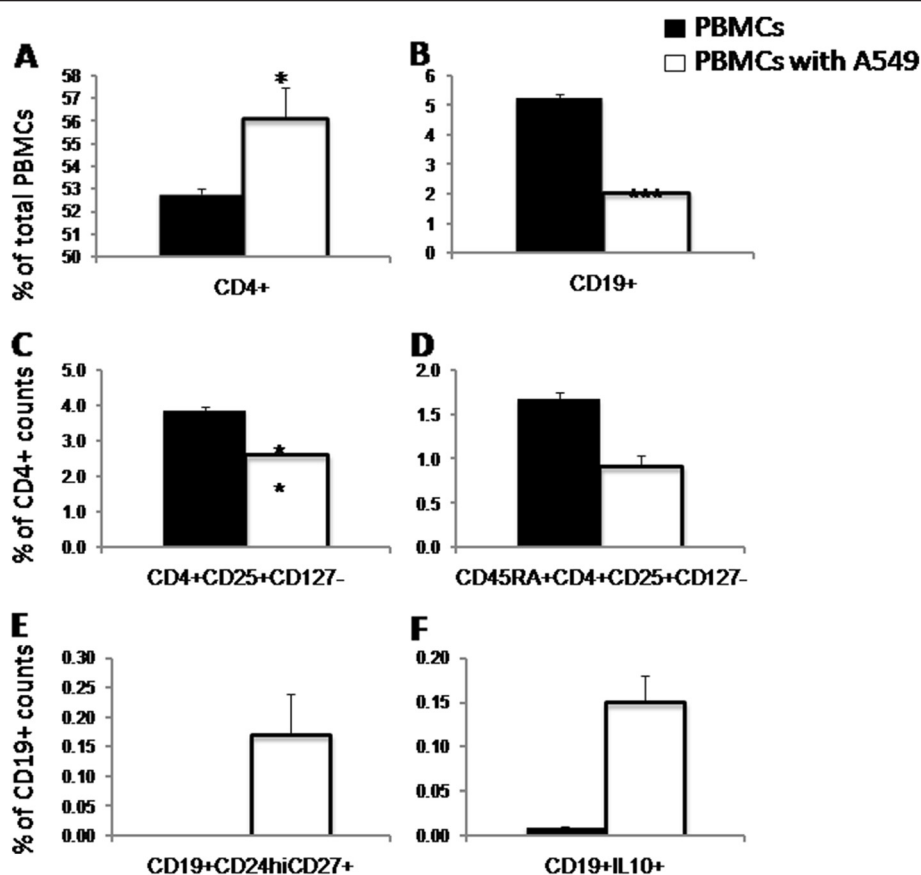 PBMCs
PBMCs with A549
A
B
% of total PBMCs
58
57
56
55
54
53
52
51
50
*
CD4+
6
5
4
3
2
1
0
***
CD19+
C
D
% of CD4+ counts
5.0
4.0
3.0
2.0
1.0
0.0
*
*
CD4+CD25+CD127-
2.0
1.5
1.0
0.5
0.0
CD45RA+CD4+CD25+CD127-
E
F
% of CD19+ counts
0.30
0.25
0.20
0.15
0.10
0.05
0.00
CD19+CD24hiCD27+
0.20
0.15
0.10
0.05
0.00
CD19+IL10+